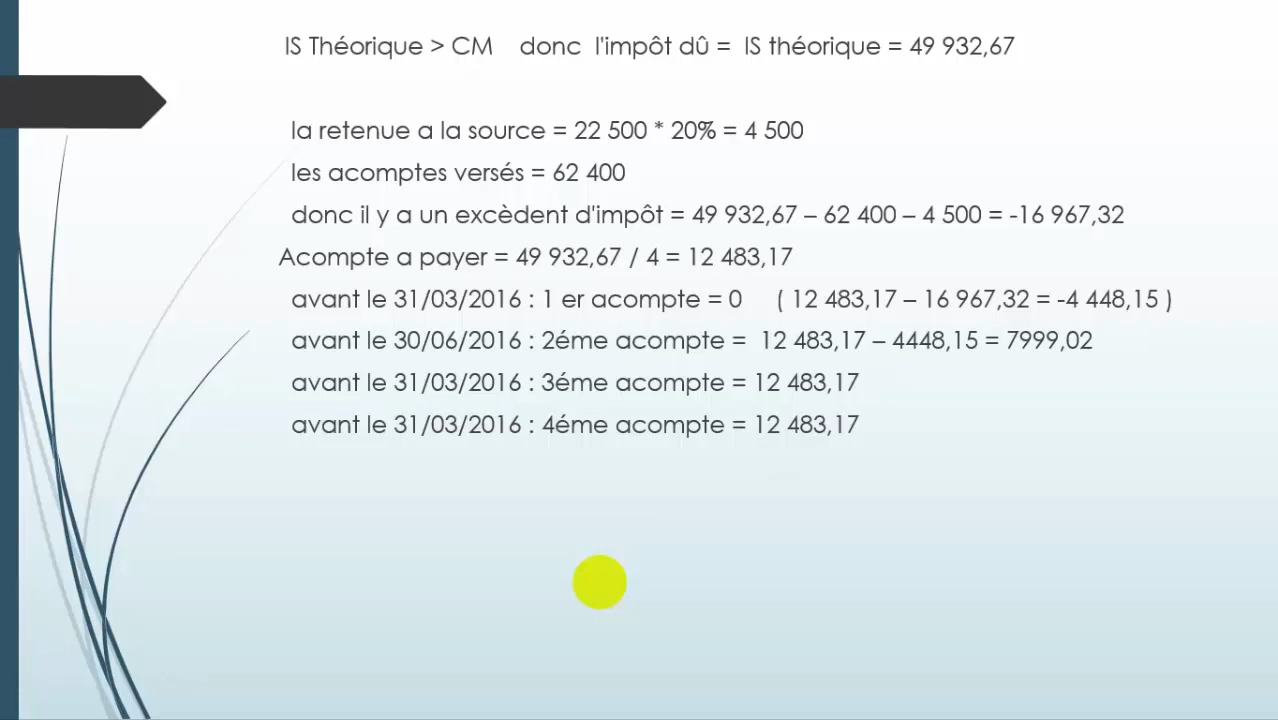 IS Théorique > CM donc l'impôt dû = IS théorique = 49 932,67
la retenue a la source = 22 500 * 20% = 4 500
les acomptes versés = 62 400
donc il y a un excèdent d'impôt = 49 932,67 – 62 400 – 4 500 = -16 967,32
Acompte a payer = 49 932,67 / 4 = 12 483,17
avant le 31/03/2016 : 1 er acompte = 0 ( 12 483,17 – 16 967,32 = -4 448,15 )
avant le 30/06/2016 : 2éme acompte = 12 483,17 – 4448,15 = 7999,02
avant le 31/03/2016 : 3éme acompte = 12 483,17
avant le 31/03/2016 : 4éme acompte = 12 483,17